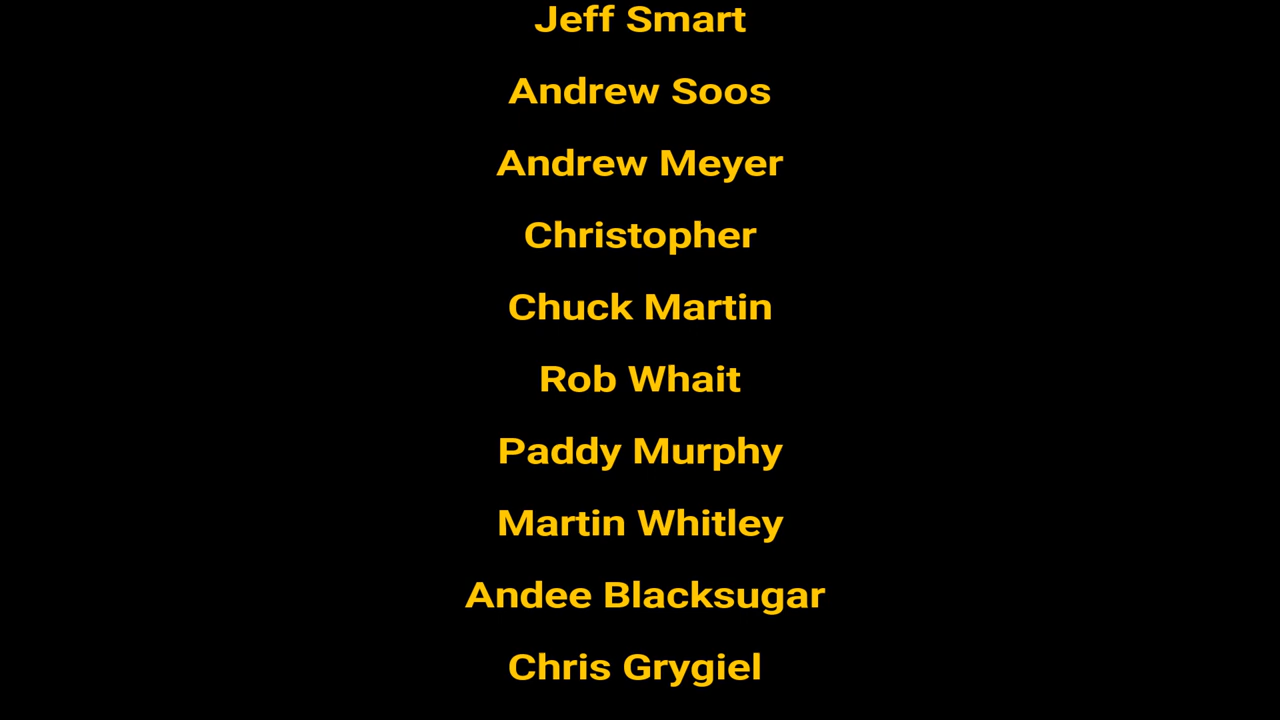 Jeff Smart
Andrew Soos
Andrew Meyer
Christopher
Chuck Martin
Rob Whait
Paddy Murphy
Martin Whitley
Andee Blacksugar
Chris Grygiel